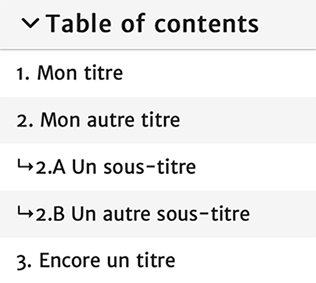 Table of contents
1. Mon titre
2. Mon autre titre
↳2.A Un sous-titre
↳2.B Un autre sous-titre
3. Encore un titre